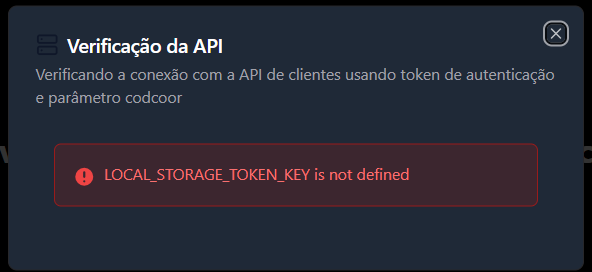 Verificação da API
Verificando a conexão com a API de clientes usando token de autenticação
e parâmetro codcoor
LOCAL_STORAGE_TOKEN_KEY is not defined